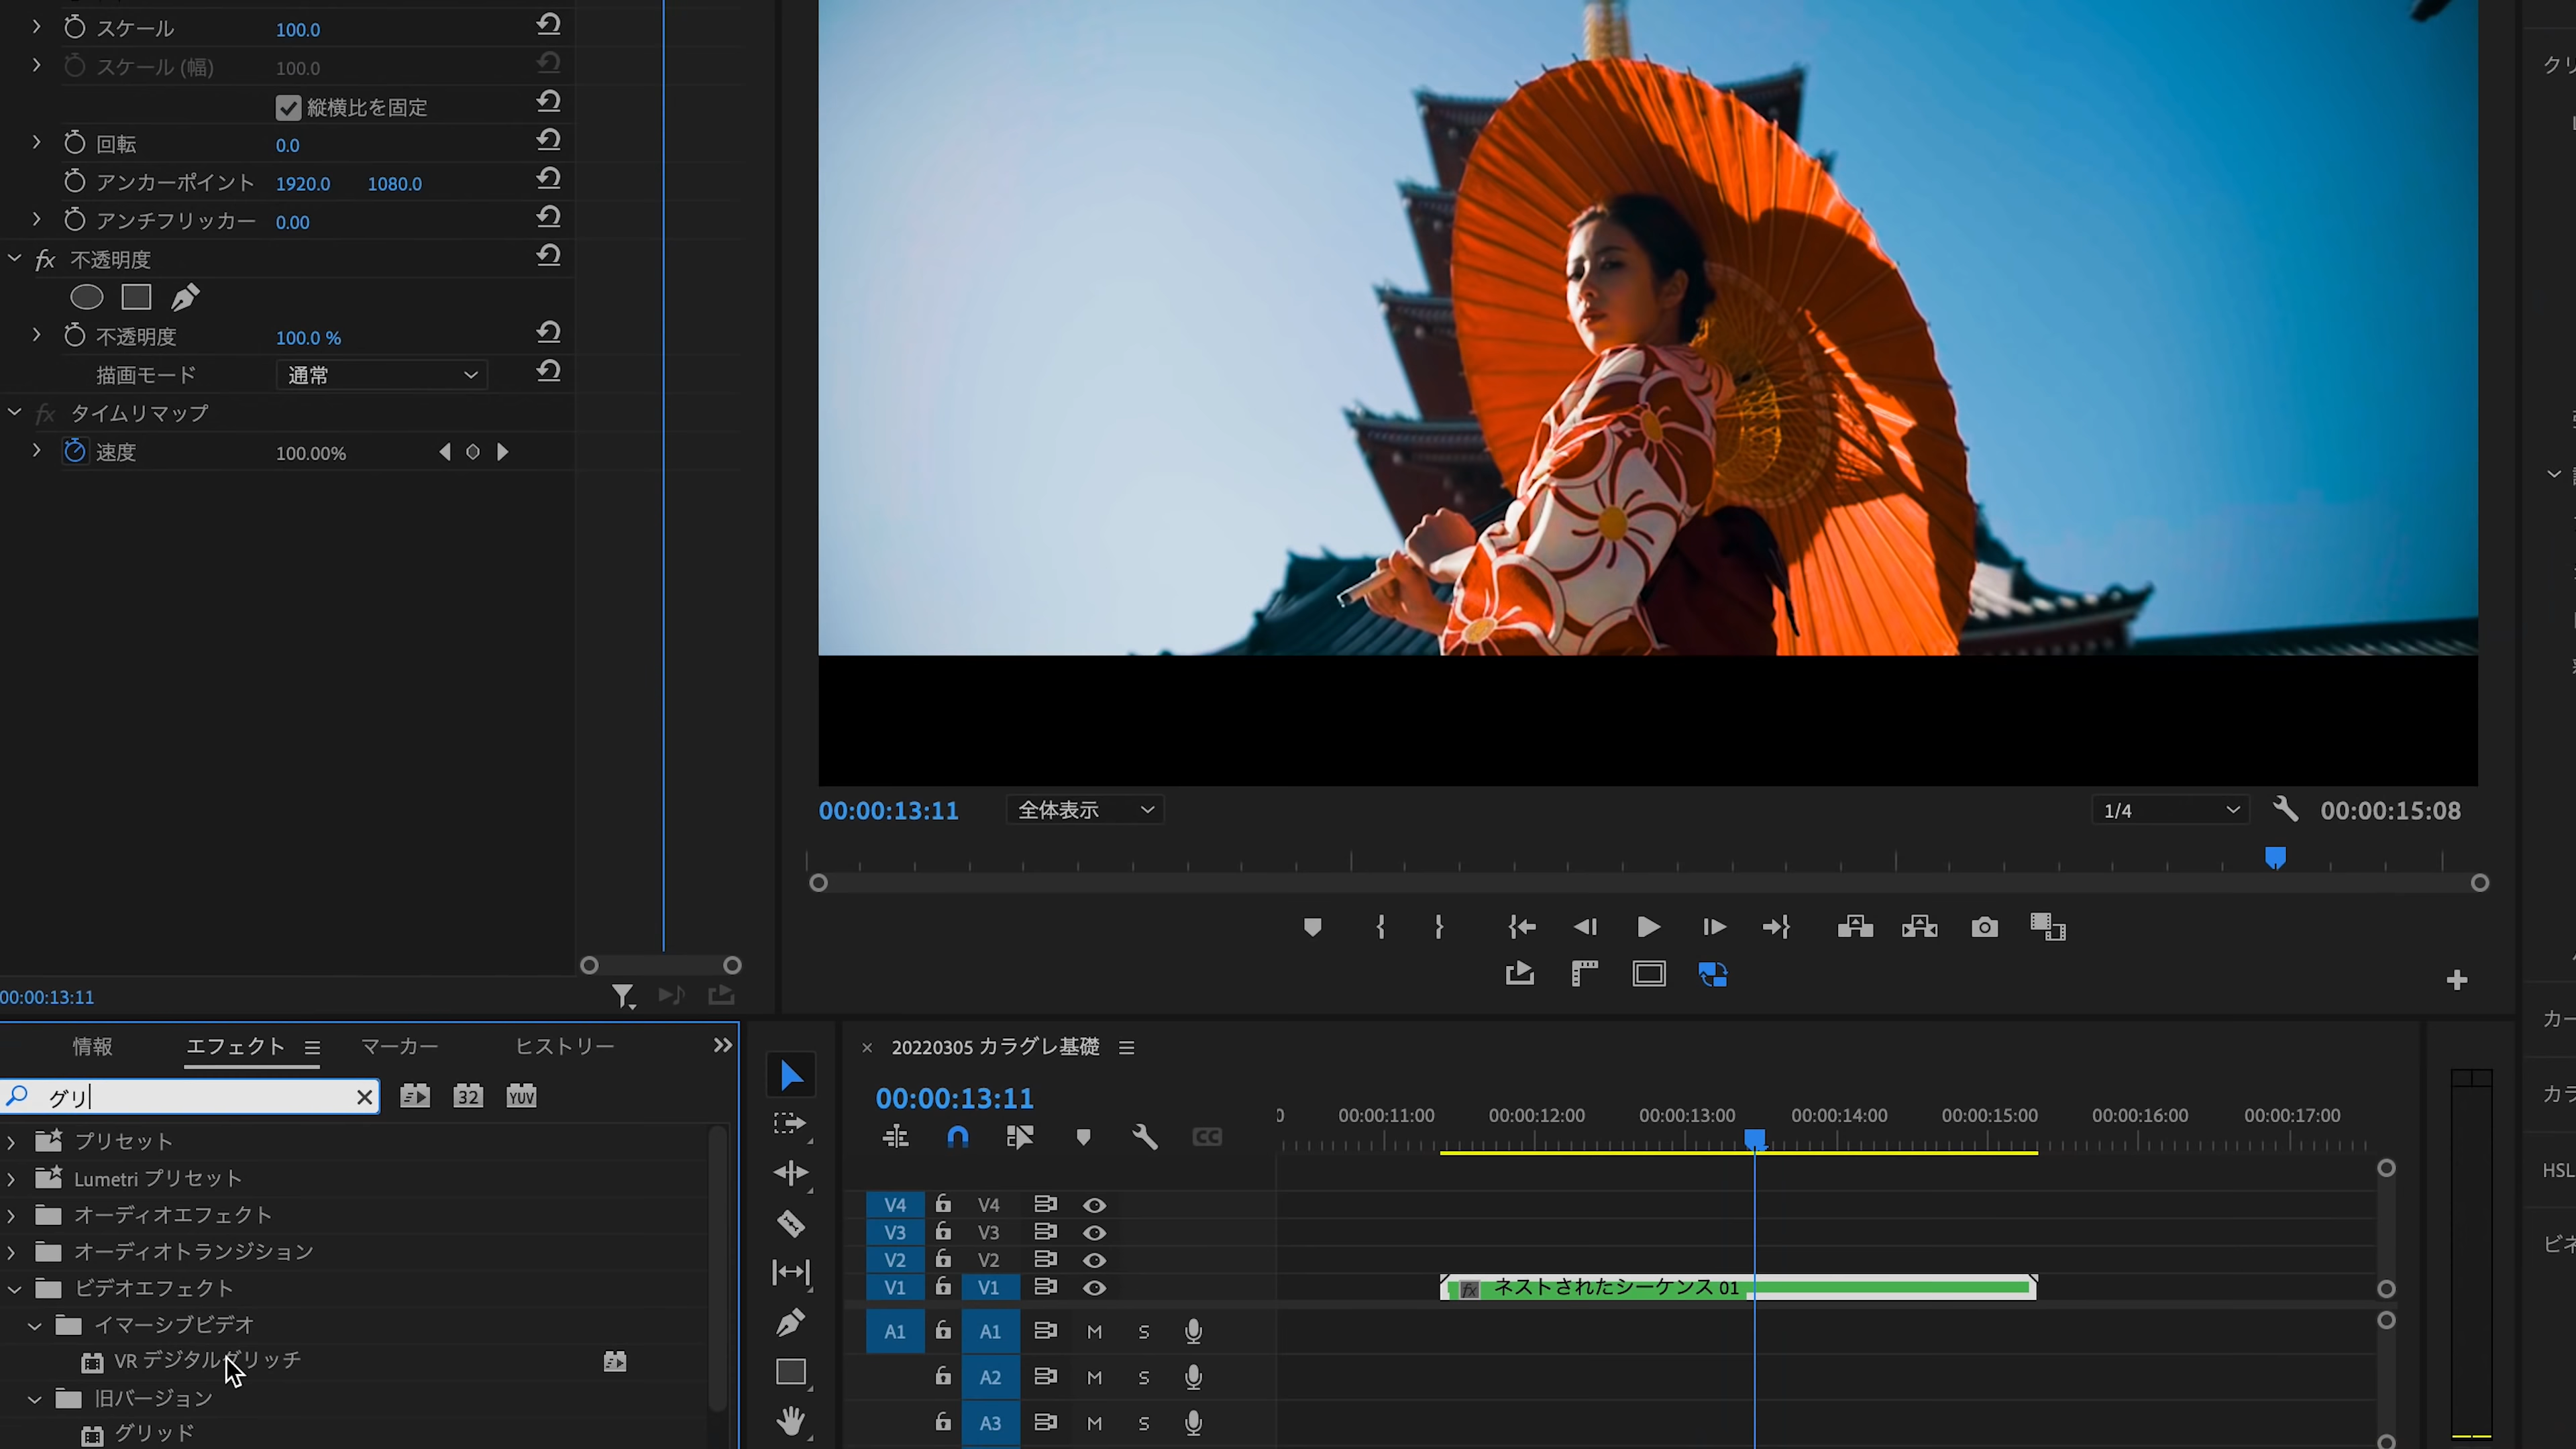 スケール 100.0
スケール (幅) 100.0
縦横比を固定
回転 0.0
アンカーポイント 1920.0 1080.0
アンチフリッカー 0.00
fx 不透明度
不透明度 100.0 %
描画モード 通常
fx タイムリマップ
速度 100.00%
00:00:13:11
00:00:13:11 全体表示 1/4 00:00:15:08
情報 エフェクト マーカー ヒストリー
グリ 32 YUV
プリセット
Lumetri プリセット
オーディオエフェクト
オーディオトランジション
ビデオエフェクト
イマーシブビデオ
VR デジタルグリッチ
旧バージョン
グリッド
× 20220305 カラグレ基礎
00:00:13:11
CC
0 00:00:11:00 00:00:12:00 00:00:13:00 00:00:14:00 00:00:15:00 00:00:16:00 00:00:17:00
V4 V4
V3 V3
V2 V2
V1 V1 fx ネストされたシーケンス 01
A1 A1 M S
A2 M S
A3 M S
HSL